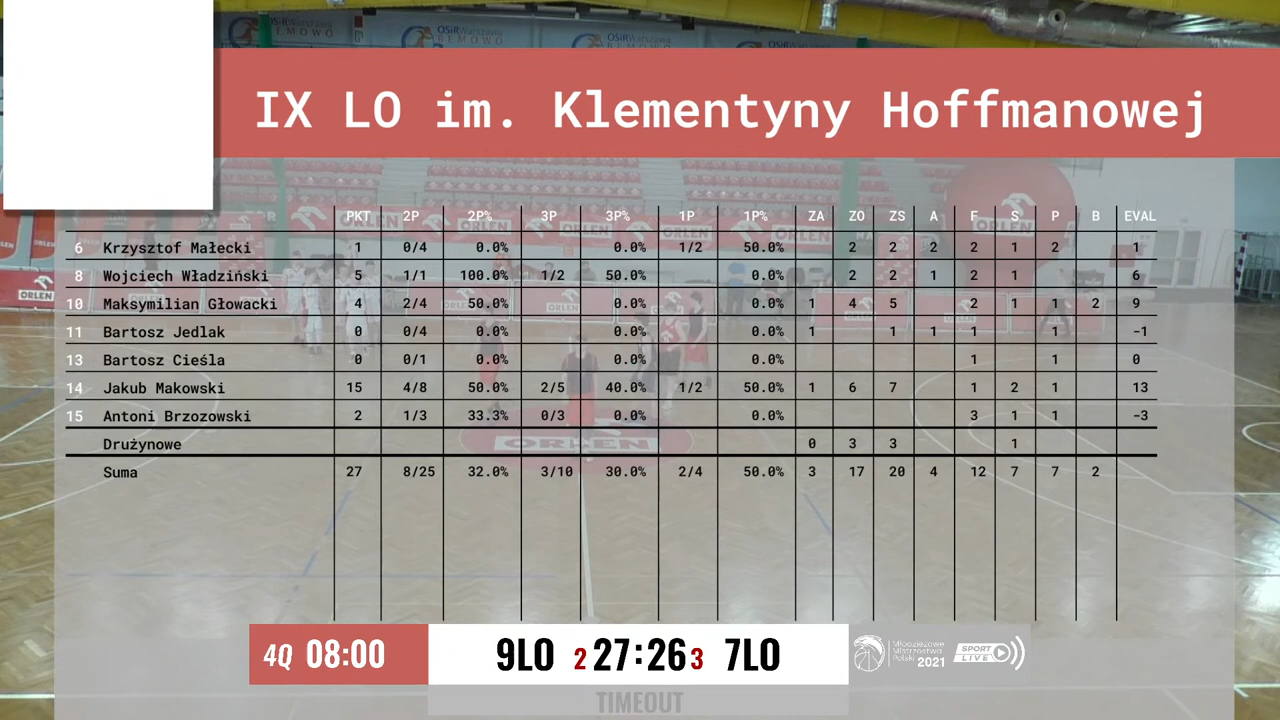 OSiR Warszawa
BEMOWO
IX LO im. Klementyny Hoffmanowej
PKT 2P 2P% 3P 3P% 1P 1P% ZA ZO ZS A F S P B EVAL
6 Krzysztof Małecki 1 0/4 0.0% 0.0% 1/2 50.0% 2 2 2 2 1 2 1
8 Wojciech Władziński 5 1/1 100.0% 1/2 50.0% 0.0% 2 2 1 2 1 6
10 Maksymilian Głowacki 4 2/4 50.0% 0.0% 0.0% 1 4 5 2 1 1 2 9
11 Bartosz Jedlak 0 0/4 0.0% 0.0% 0.0% 1 1 1 1 1 -1
13 Bartosz Cieśla 0 0/1 0.0% 0.0% 0.0% 1 1 0
14 Jakub Makowski 15 4/8 50.0% 2/5 40.0% 1/2 50.0% 1 6 7 1 2 1 13
15 Antoni Brzozowski 2 1/3 33.3% 0/3 0.0% 0.0% 3 1 1 -3
Drużynowe 0 3 3 1
Suma 27 8/25 32.0% 3/10 30.0% 2/4 50.0% 3 17 20 4 12 7 7 2
ORLEN
4Q 08:00 9LO 2 27:26 3 7LO
Młodzieżowe
Mistrzostwa
Polski 2021
SPORT
LIVE
TIMEOUT